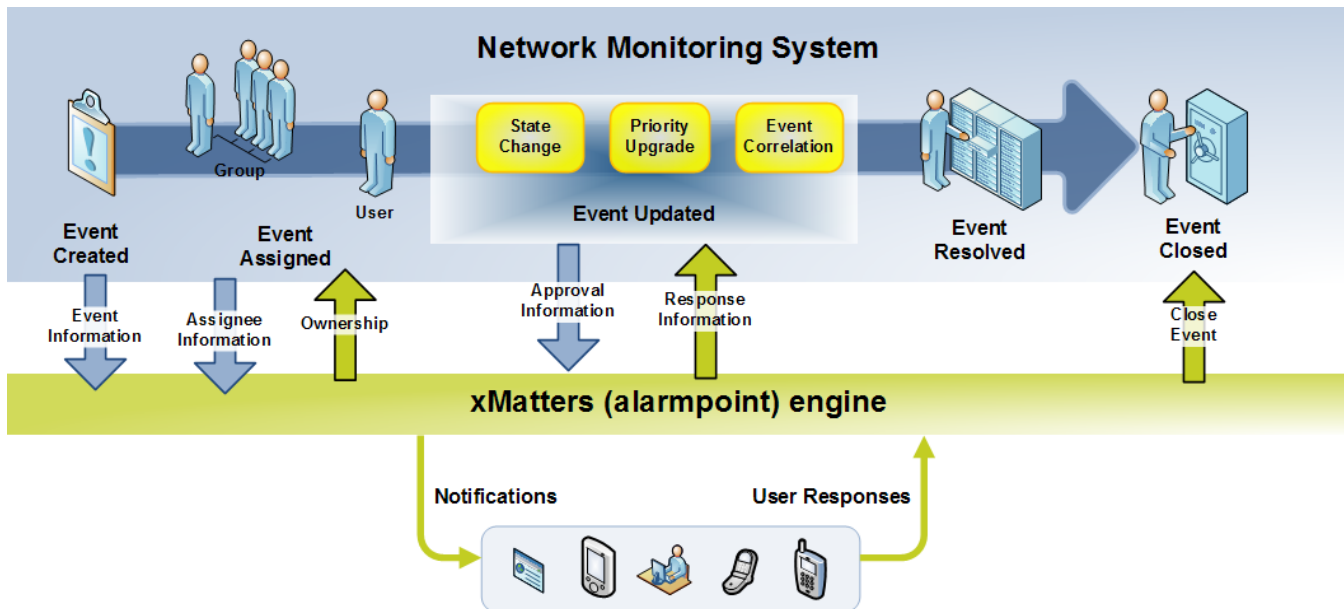 Network Monitoring System
Group
User
State
Change
Priority
Upgrade
Event
Correlation
Event Updated
Event
Created
Event
Assigned
Event
Resolved
Event
Closed
Event
Information
Assignee
Information
Ownership
Approval
Information
Response
Information
Close
Event
xMatters (alarmpoint) engine
Notifications
User Responses